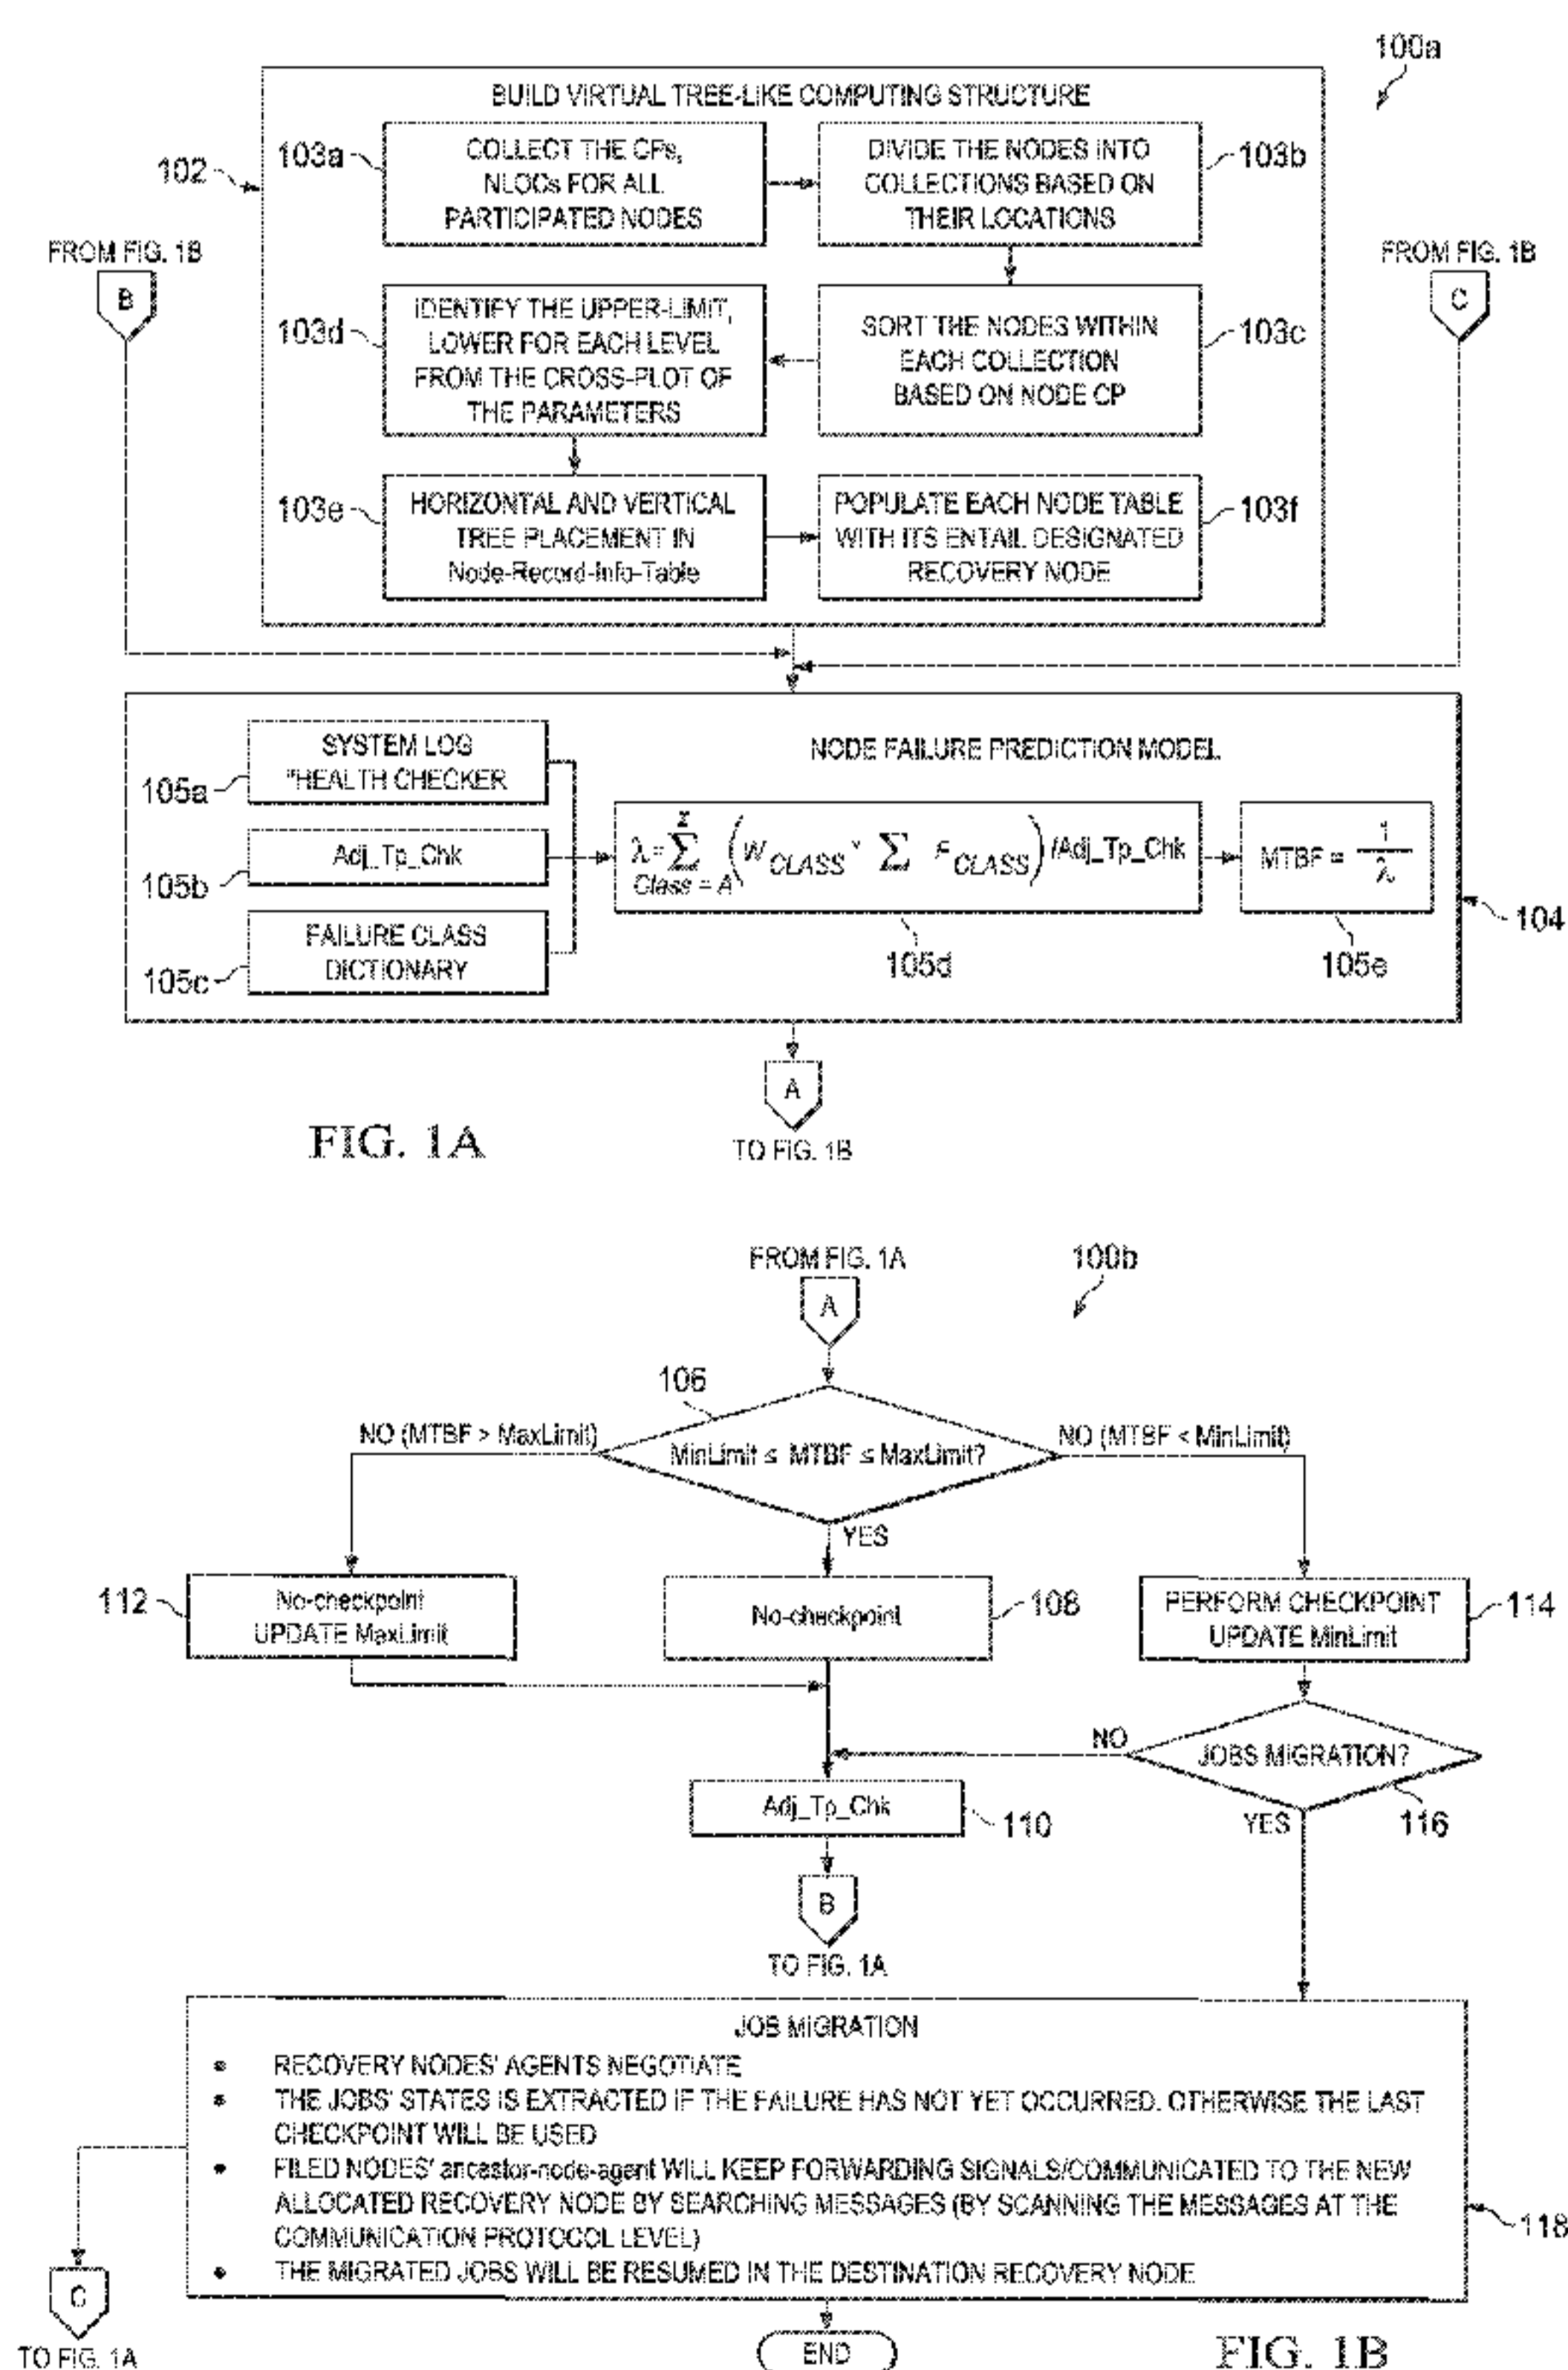 100a
BUILD VIRTUAL TREE-LIKE COMPUTING STRUCTURE
102
103a
COLLECT THE CPs,
NLOCs FOR ALL
PARTICIPATED NODES
DIVIDE THE NODES INTO
COLLECTIONS BASED ON
THEIR LOCATIONS
103b
FROM FIG. 1B
B
FROM FIG. 1B
C
103d
IDENTIFY THE UPPER-LIMIT,
LOWER FOR EACH LEVEL
FROM THE CROSS-PLOT OF
THE PARAMETERS
SORT THE NODES WITHIN
EACH COLLECTION
BASED ON NODE CP
103c
103e
HORIZONTAL AND VERTICAL
TREE PLACEMENT IN
Node-Record-Info-Table
POPULATE EACH NODE TABLE
WITH ITS ENTAIL DESIGNATED
RECOVERY NODE
103f
NODE FAILURE PREDICTION MODEL
105a
SYSTEM LOG
"HEALTH CHECKER
105b
Adj_Tp_Chk
105c
FAILURE CLASS
DICTIONARY
λ = Σ Class = A Z (W CLASS * Σ F CLASS) /Adj_Tp_Chk
105d
MTBF = 1/λ
105e
104
A
TO FIG. 1B
FIG. 1A
FROM FIG. 1A
A
100b
106
MinLimit ≤ MTBF ≤ MaxLimit?
NO (MTBF > MaxLimit)
NO (MTBF < MinLimit)
YES
112
No-checkpoint
UPDATE MaxLimit
No-checkpoint
108
PERFORM CHECKPOINT
UPDATE MinLimit
114
NO
JOBS MIGRATION?
116
YES
Adj_Tp_Chk
110
B
TO FIG. 1A
JOB MIGRATION
• RECOVERY NODES' AGENTS NEGOTIATE
• THE JOBS' STATES IS EXTRACTED IF THE FAILURE HAS NOT YET OCCURRED. OTHERWISE THE LAST
CHECKPOINT WILL BE USED
• FILED NODES' ancestor-node-agent WILL KEEP FORWARDING SIGNALS/COMMUNICATED TO THE NEW
ALLOCATED RECOVERY NODE BY SEARCHING MESSAGES (BY SCANNING THE MESSAGES AT THE
COMMUNICATION PROTOCOL LEVEL)
• THE MIGRATED JOBS WILL BE RESUMED IN THE DESTINATION RECOVERY NODE
118
C
TO FIG. 1A
END
FIG. 1B